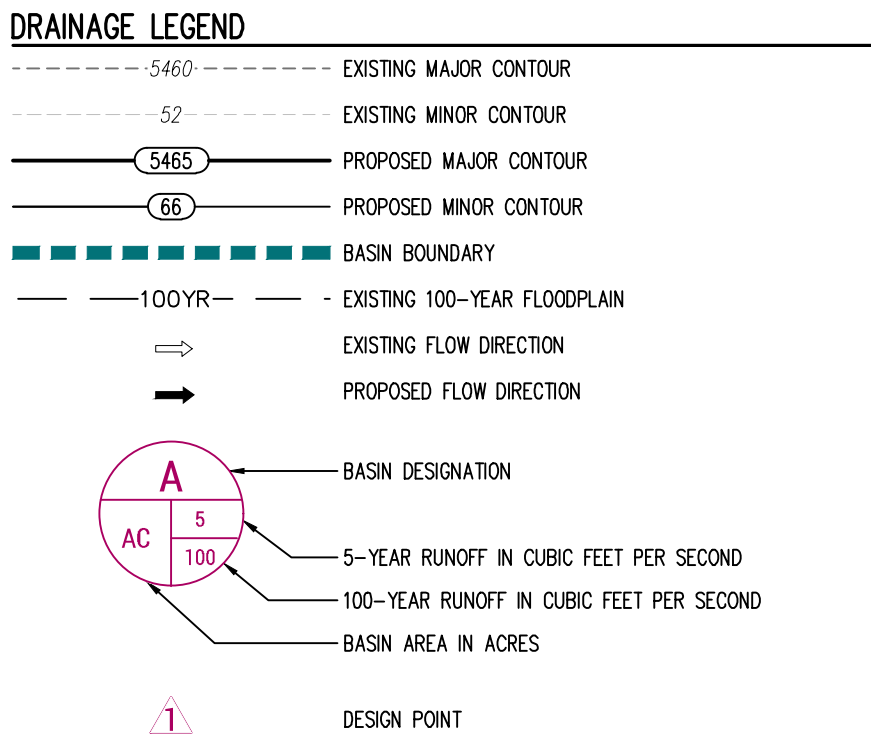 DRAINAGE LEGEND
5460 EXISTING MAJOR CONTOUR
52 EXISTING MINOR CONTOUR
5465 PROPOSED MAJOR CONTOUR
66 PROPOSED MINOR CONTOUR
BASIN BOUNDARY
100YR EXISTING 100-YEAR FLOODPLAIN
EXISTING FLOW DIRECTION
PROPOSED FLOW DIRECTION
A BASIN DESIGNATION
5
AC
100
5-YEAR RUNOFF IN CUBIC FEET PER SECOND
100-YEAR RUNOFF IN CUBIC FEET PER SECOND
BASIN AREA IN ACRES
1 DESIGN POINT